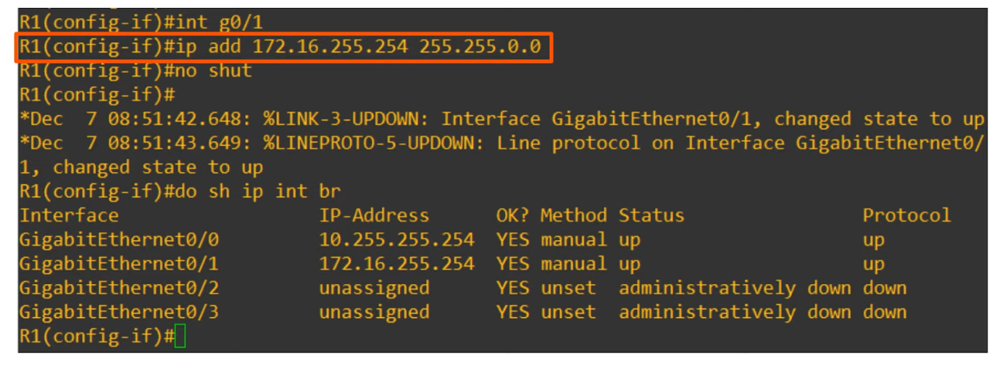 R1(config-if)#int g0/1
R1(config-if)#ip add 172.16.255.254 255.255.0.0
R1(config-if)#no shut
R1(config-if)#
*Dec  7 08:51:42.648: %LINK-3-UPDOWN: Interface GigabitEthernet0/1, changed state to up
*Dec  7 08:51:43.649: %LINEPROTO-5-UPDOWN: Line protocol on Interface GigabitEthernet0/
1, changed state to up
R1(config-if)#do sh ip int br
Interface                  IP-Address      OK? Method Status                Protocol
GigabitEthernet0/0         10.255.255.254  YES manual up                    up
GigabitEthernet0/1         172.16.255.254  YES manual up                    up
GigabitEthernet0/2         unassigned      YES unset  administratively down down
GigabitEthernet0/3         unassigned      YES unset  administratively down down
R1(config-if)#